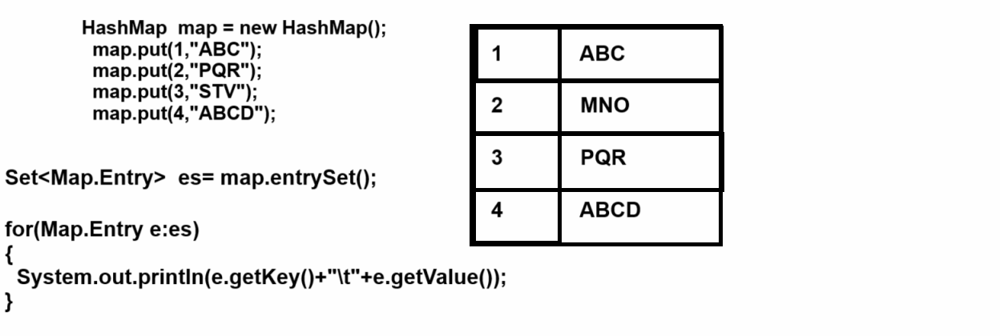 HashMap  map = new HashMap();
map.put(1,"ABC");
map.put(2,"PQR");
map.put(3,"STV");
map.put(4,"ABCD");
Set<Map.Entry>  es= map.entrySet();
for(Map.Entry e:es)
{
System.out.println(e.getKey()+"\t"+e.getValue());
}
1 ABC
2 MNO
3 PQR
4 ABCD